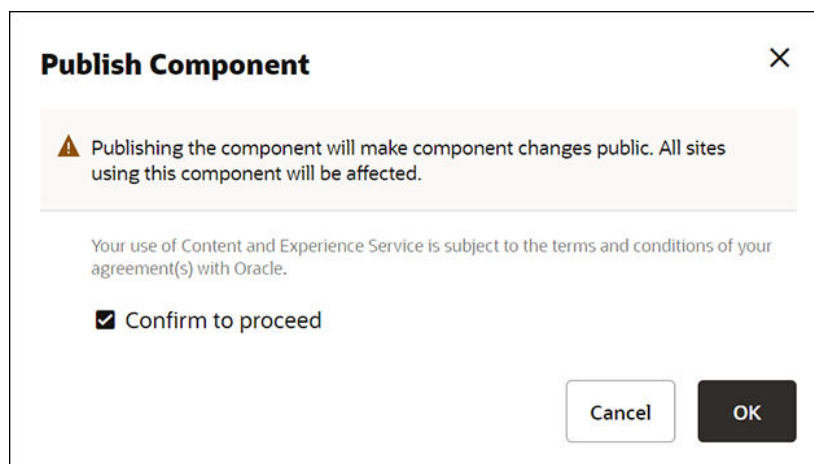 Publish Component
Publishing the component will make component changes public. All sites
using this component will be affected.
Your use of Content and Experience Service is subject to the terms and conditions of your
agreement(s) with Oracle.
Confirm to proceed
Cancel OK